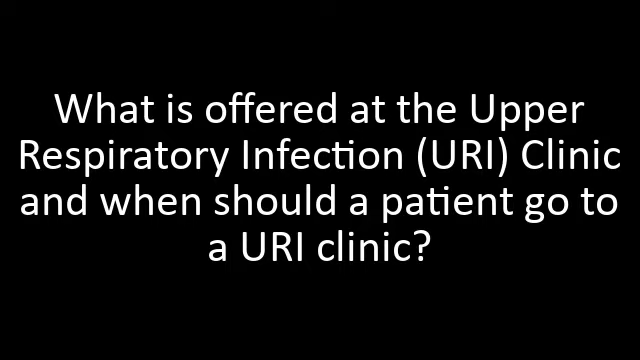 What is offered at the Upper
Respiratory Infection (URI) Clinic
and when should a patient go to
a URI clinic?